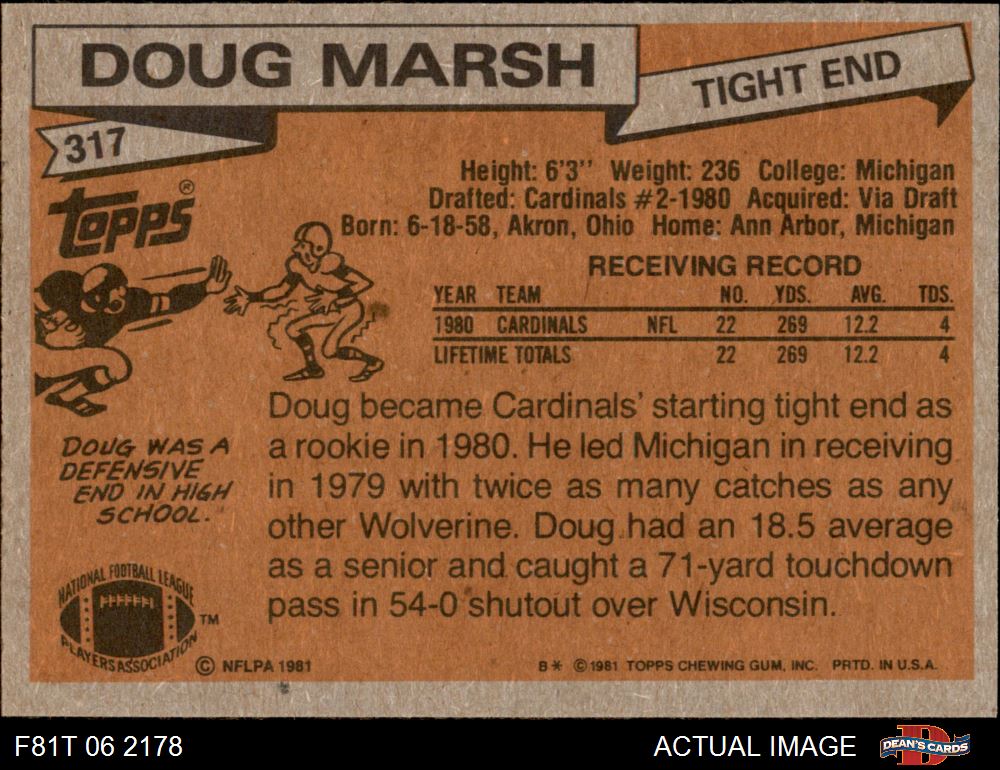 DOUG MARSH
TIGHT END
317
TOPPS®
Height: 6'3'' Weight: 236 College: Michigan
Drafted: Cardinals #2-1980 Acquired: Via Draft
Born: 6-18-58, Akron, Ohio Home: Ann Arbor, Michigan
RECEIVING RECORD
YEAR TEAM NO. YDS. AVG. TDS.
1980 CARDINALS NFL 22 269 12.2 4
LIFETIME TOTALS 22 269 12.2 4
Doug became Cardinals' starting tight end as
a rookie in 1980. He led Michigan in receiving
in 1979 with twice as many catches as any
other Wolverine. Doug had an 18.5 average
as a senior and caught a 71-yard touchdown
pass in 54-0 shutout over Wisconsin.
DOUG WAS A
DEFENSIVE
END IN HIGH
SCHOOL.
NATIONAL FOOTBALL LEAGUE
PLAYERS ASSOCIATION
TM
© NFLPA 1981
B* © 1981 TOPPS CHEWING GUM, INC. PRTD. IN U.S.A.
F81T 06 2178
ACTUAL IMAGE
D
DEAN'S CARDS